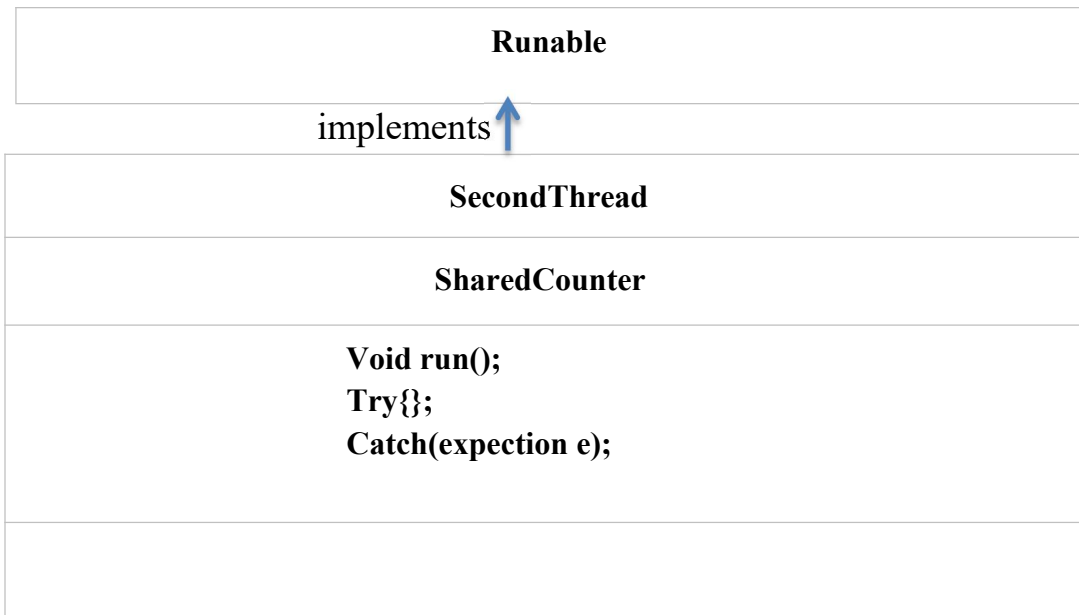 Runable
implements
SecondThread
SharedCounter
Void run();
Try{};
Catch(expection e);